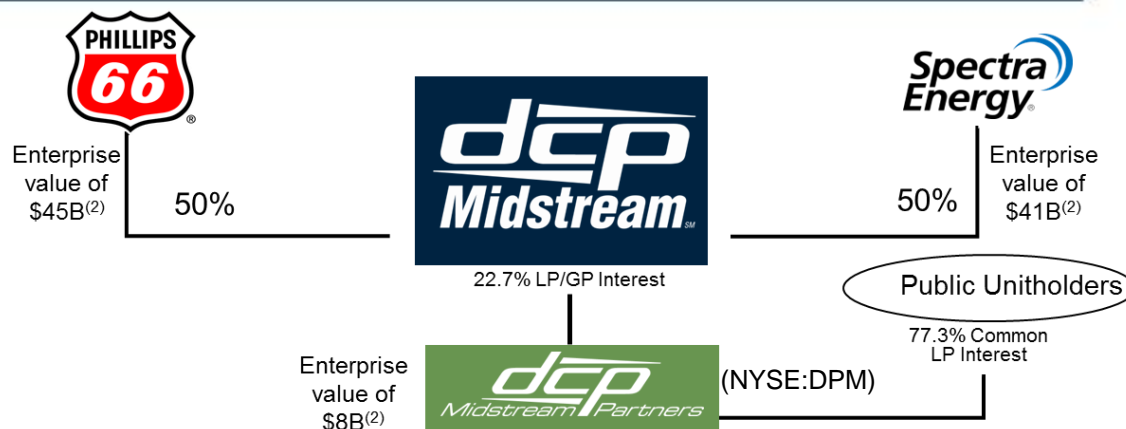 PHILLIPS
66
®
Enterprise
value of
$45B(2)
50%
dcp
Midstream
SM
22.7% LP/GP Interest
Spectra
Energy®
50%
Enterprise
value of
$41B(2)
Public Unitholders
77.3% Common
LP Interest
Enterprise
value of
$8B(2)
dcp
Midstream Partners
(NYSE:DPM)